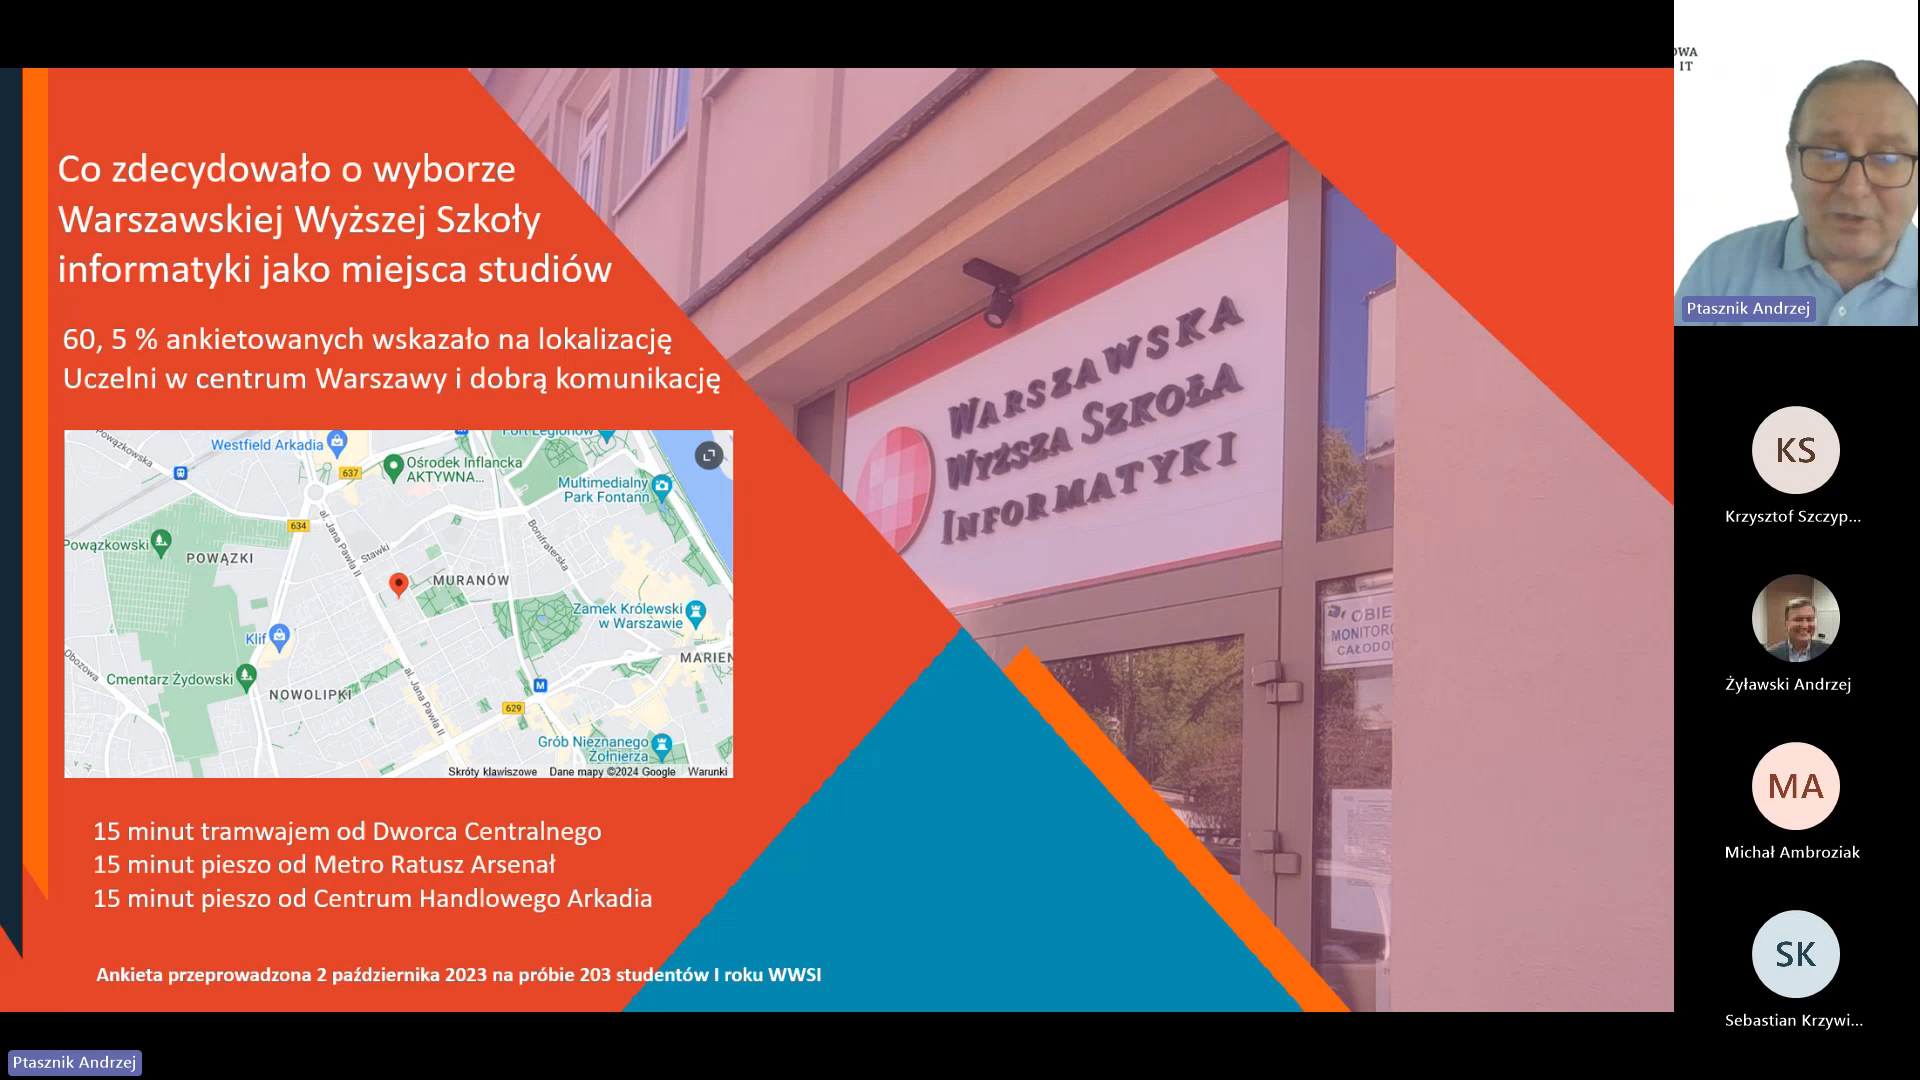 Co zdecydowało o wyborze
Warszawskiej Wyższej Szkoły
informatyki jako miejsca studiów
60, 5 % ankietowanych wskazało na lokalizację
Uczelni w centrum Warszawy i dobrą komunikację
Powązkowska
Westfield Arkadia
637
Ośrodek Inflancka
AKTYWNA...
Fort Legionów
Multimedialny
Park Fontann
634
al. Jana Pawła II
Stawki
Bonifraterska
Powązkowski
POWĄZKI
MURANÓW
Zamek Królewski
w Warszawie
Klif
Obozowa
MARIEN
Cmentarz Żydowski
NOWOLIPKI
al. Jana Pawła II
M
629
Grób Nieznanego
Żołnierza
Skróty klawiszowe Dane mapy ©2024 Google Warunki
15 minut tramwajem od Dworca Centralnego
15 minut pieszo od Metro Ratusz Arsenał
15 minut pieszo od Centrum Handlowego Arkadia
Ankieta przeprowadzona 2 października 2023 na próbie 203 studentów I roku WWSI
WARSZAWSKA
WYŻSZA SZKOŁA
INFORMATYKI
OBIE
MONITORO
CAŁODO
OWA
IT
Ptasznik Andrzej
KS
Krzysztof Szczyp...
Żyławski Andrzej
MA
Michał Ambroziak
SK
Sebastian Krzywi...
Ptasznik Andrzej